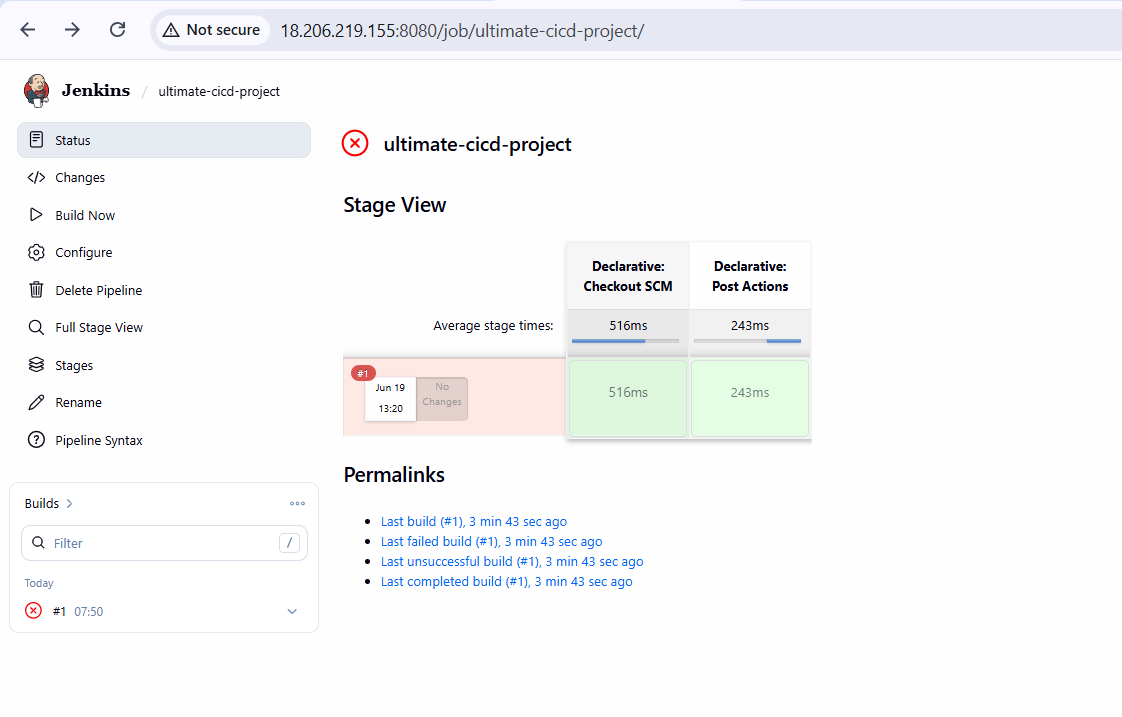 Not secure 18.206.219.155:8080/job/ultimate-cicd-project/
Jenkins / ultimate-cicd-project
Status
Changes
Build Now
Configure
Delete Pipeline
Full Stage View
Stages
Rename
Pipeline Syntax
Builds
Filter /
Today
#1 07:50
ultimate-cicd-project
Stage View
Declarative:
Checkout SCM
Declarative:
Post Actions
Average stage times:
516ms
243ms
#1
Jun 19
13:20
No
Changes
516ms
243ms
Permalinks
Last build (#1), 3 min 43 sec ago
Last failed build (#1), 3 min 43 sec ago
Last unsuccessful build (#1), 3 min 43 sec ago
Last completed build (#1), 3 min 43 sec ago